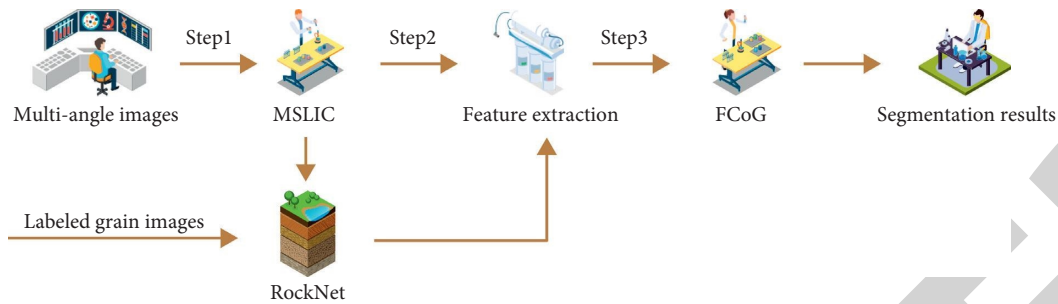 Step1
Step2
Step3
Multi-angle images
MSLIC
Feature extraction
FCoG
Segmentation results
Labeled grain images
RockNet